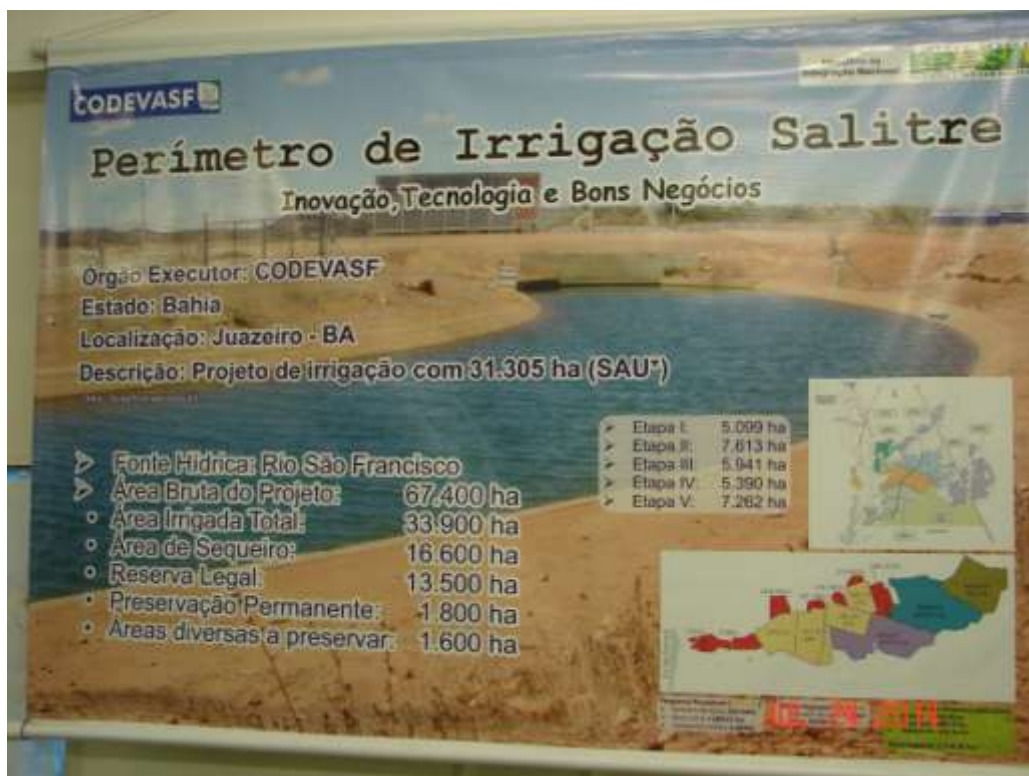 CODEVASF
Integração Nacional
Perímetro de Irrigação Salitre
Inovação, Tecnologia e Bons Negócios
Órgão Executor: CODEVASF
Estado: Bahia
Localização: Juazeiro - BA
Descrição: Projeto de irrigação com 31.305 ha (SAU*)
Etapa I: 5.099 ha
Etapa II: 7.613 ha
Etapa III 5.941 ha
Etapa IV: 5.390 ha
Etapa V: 7.262 ha
Fonte Hídrica: Rio São Francisco
Área Bruta do Projeto: 67.400 ha
Área Irrigada Total: 33.900 ha
Área de Sequeiro: 16.600 ha
Reserva Legal: 13.500 ha
Preservação Permanente: 1.800 ha
Áreas diversas a preservar: 1.600 ha